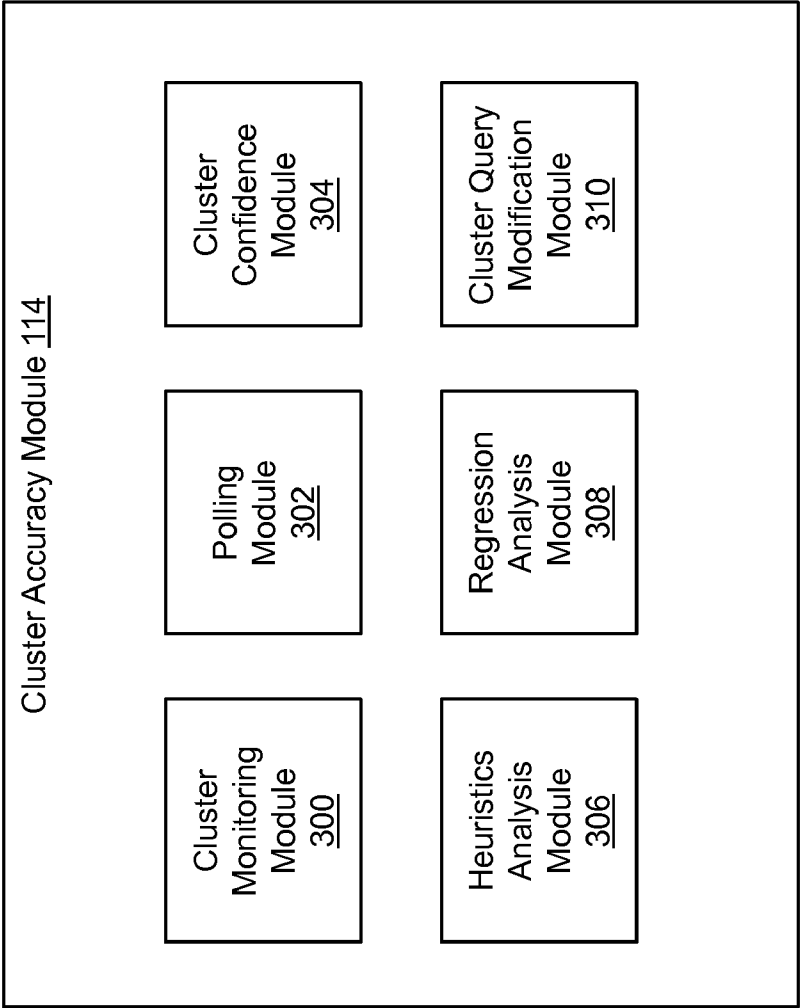 Cluster Accuracy Module 114
Cluster
Monitoring
Module
300
Polling
Module
302
Cluster
Confidence
Module
304
Heuristics
Analysis
Module
306
Regression
Analysis
Module
308
Cluster Query
Modification
Module
310